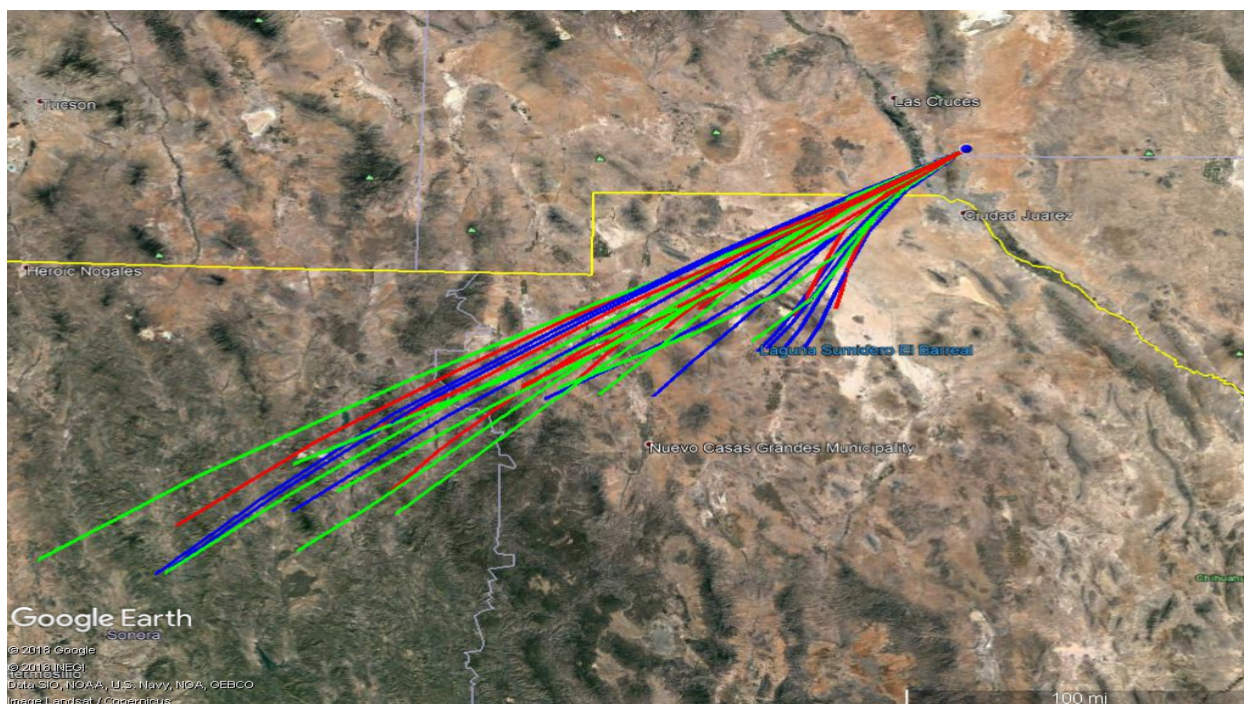 Las Cruces
Tucson
Ciudad Juarez
Heroic Nogales
Laguna Sumidero El Barreal
Nuevo Casas Grandes Municipality
Google Earth
Sonora
© 2018 Google
© 2018 INEGI
Data SIO, NOAA, U.S. Navy, NGA, GEBCO
Image Landsat / Copernicus
100 mi